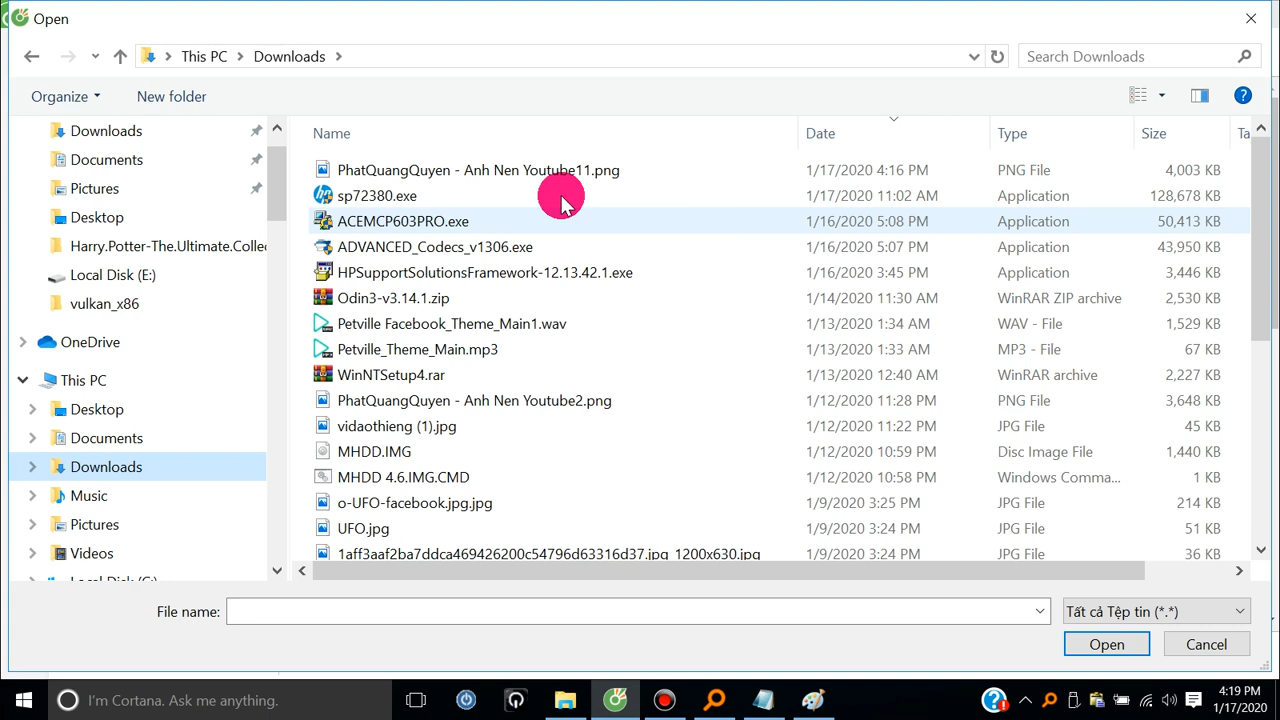 Open
This PC
Downloads
Search Downloads
Organize
New folder
Downloads
Documents
Pictures
Desktop
Harry.Potter-The.Ultimate.Colle
Local Disk (E:)
vulkan_x86
OneDrive
This PC
Desktop
Documents
Downloads
Music
Pictures
Videos
Name Date Type Size Ta
PhatQuangQuyen - Anh Nen Youtube11.png 1/17/2020 4:16 PM PNG File 4,003 KB
sp72380.exe 1/17/2020 11:02 AM Application 128,678 KB
ACEMCP603PRO.exe 1/16/2020 5:08 PM Application 50,413 KB
ADVANCED_Codecs_v1306.exe 1/16/2020 5:07 PM Application 43,950 KB
HPSupportSolutionsFramework-12.13.42.1.exe 1/16/2020 3:45 PM Application 3,446 KB
Odin3-v3.14.1.zip 1/14/2020 11:30 AM WinRAR ZIP archive 2,530 KB
Petville Facebook_Theme_Main1.wav 1/13/2020 1:34 AM WAV - File 1,529 KB
Petville_Theme_Main.mp3 1/13/2020 1:33 AM MP3 - File 67 KB
WinNTSetup4.rar 1/13/2020 12:40 AM WinRAR archive 2,227 KB
PhatQuangQuyen - Anh Nen Youtube2.png 1/12/2020 11:28 PM PNG File 3,648 KB
vidaothieng (1).jpg 1/12/2020 11:22 PM JPG File 45 KB
MHDD.IMG 1/12/2020 10:59 PM Disc Image File 1,440 KB
MHDD 4.6.IMG.CMD 1/12/2020 10:58 PM Windows Comma... 1 KB
o-UFO-facebook.jpg.jpg 1/9/2020 3:25 PM JPG File 214 KB
UFO.jpg 1/9/2020 3:24 PM JPG File 51 KB
1aff3aaf2ba7ddca469426200c54796d63316d37.jpg_1200x630.jpg 1/9/2020 3:24 PM JPG File 36 KB
File name:
Tất cả Tệp tin (*.*)
Open
Cancel
I'm Cortana. Ask me anything.
4:19 PM
1/17/2020